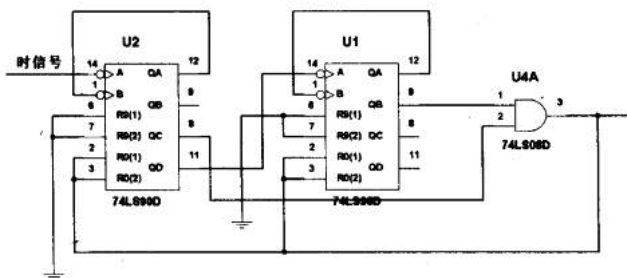 U2
U1
U4A
时信号
14
1
6
7
2
3
A
B
R9(1)
R9(2)
R0(1)
R0(2)
QA
QB
QC
QD
12
9
8
11
74LS90D
14
1
6
7
2
3
A
B
R9(1)
R9(2)
R0(1)
R0(2)
QA
QB
QC
QD
12
9
8
11
74LS90D
1
2
3
74LS08D